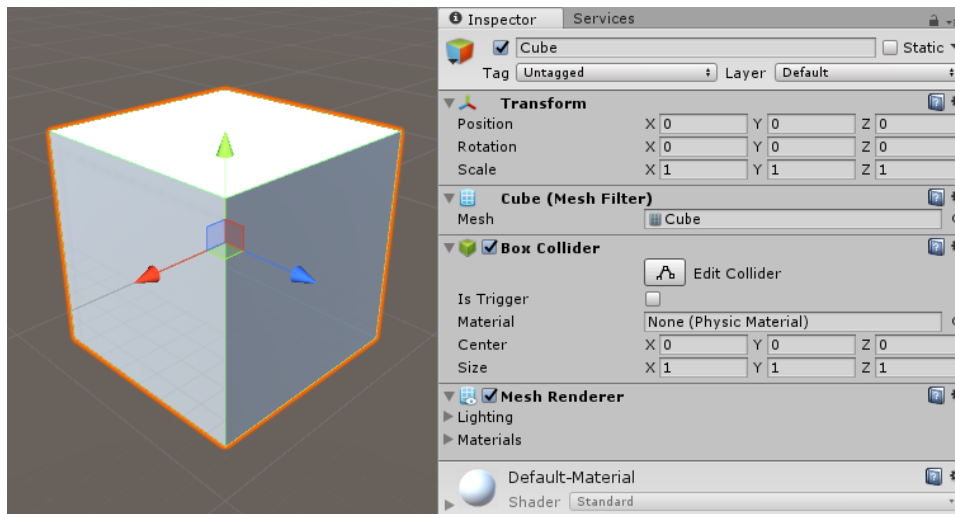 Inspector Services
Cube Static
Tag Untagged Layer Default
Transform
Position X 0 Y 0 Z 0
Rotation X 0 Y 0 Z 0
Scale X 1 Y 1 Z 1
Cube (Mesh Filter)
Mesh Cube
Box Collider
Edit Collider
Is Trigger
Material None (Physic Material)
Center X 0 Y 0 Z 0
Size X 1 Y 1 Z 1
Mesh Renderer
Lighting
Materials
Default-Material
Shader Standard